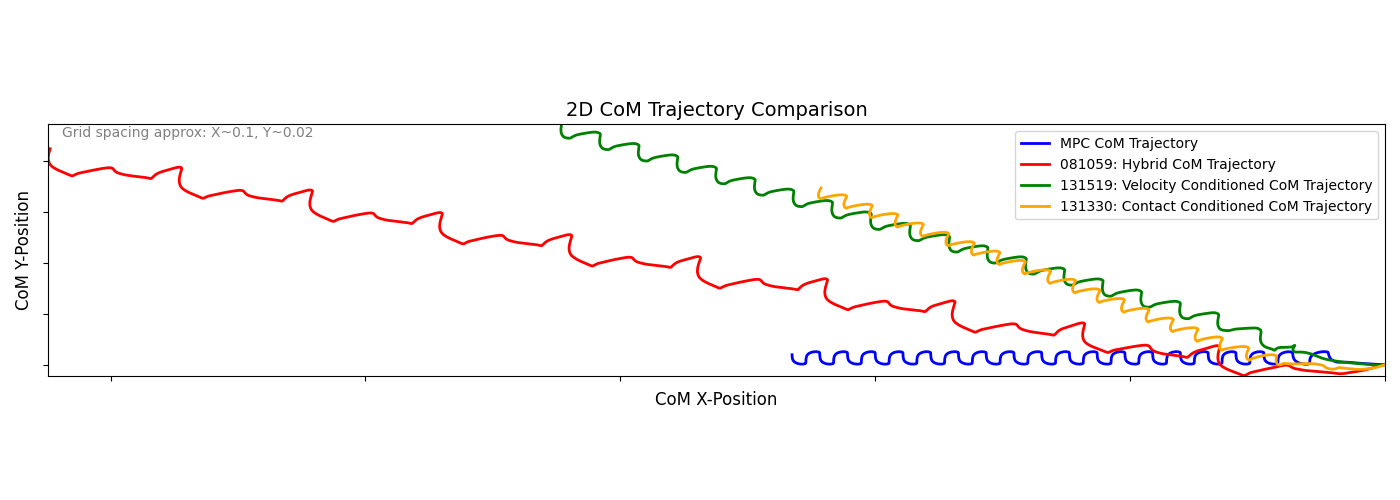 2D CoM Trajectory Comparison
Grid spacing approx: X~0.1, Y~0.02
MPC CoM Trajectory
081059: Hybrid CoM Trajectory
131519: Velocity Conditioned CoM Trajectory
131330: Contact Conditioned CoM Trajectory
CoM Y-Position
CoM X-Position